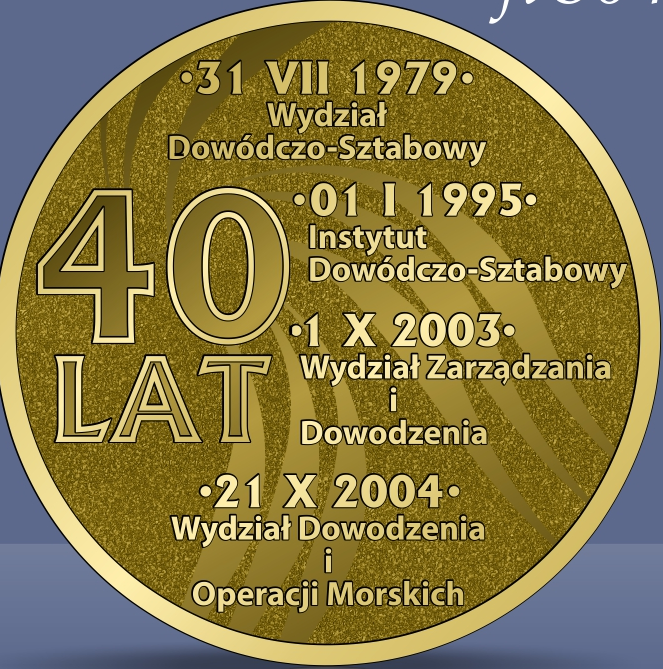 ·31 VII 1979·
Wydział
Dowódczo-Sztabowy
40
LAT
·01 I 1995·
Instytut
Dowódczo-Sztabowy
·1 X 2003·
Wydział Zarządzania
i
Dowodzenia
·21 X 2004·
Wydział Dowodzenia
i
Operacji Morskich